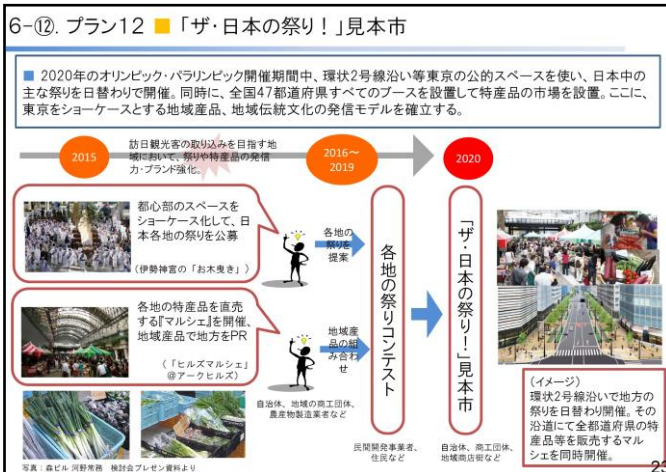 6-⑫. プラン12 ■ 「ザ・日本の祭り！」見本市
■ 2020年のオリンピック・パラリンピック開催期間中、環状2号線沿い等東京の公的スペースを使い、日本中の
主な祭りを日替わりで開催。同時に、全国47都道府県すべてのブースを設置して特産品の市場を設置。ここに、
東京をショーケースとする地域産品、地域伝統文化の発信モデルを確立する。
2015
訪日観光客の取り込みを目指す地
域において、祭りや特産品の発信
力・ブランド強化。
2016～
2019
2020
都心部のスペースを
ショーケース化して、日
本各地の祭りを公募
（伊勢神宮の「お木曳き」）
各地の
祭りを
提案
各地の特産品を直売
する『マルシェ』を開催、
地域産品で地方をPR
（「ヒルズマルシェ」
@アークヒルズ）
地域産
品の組
み合わ
せ
自治体、地域の商工団体、
農産物製造業者など
各地の祭りコンテスト
民間開発事業者、
住民など
「ザ・日本の祭り！」見本市
自治体、商工団体、
地域商店街など
（イメージ）
環状2号線沿いで地方の
祭りを日替わり開催。その
沿道にて全都道府県の特
産品等を販売するマル
シェを同時開催。
写真：森ビル 河野常務 検討会プレゼン資料より